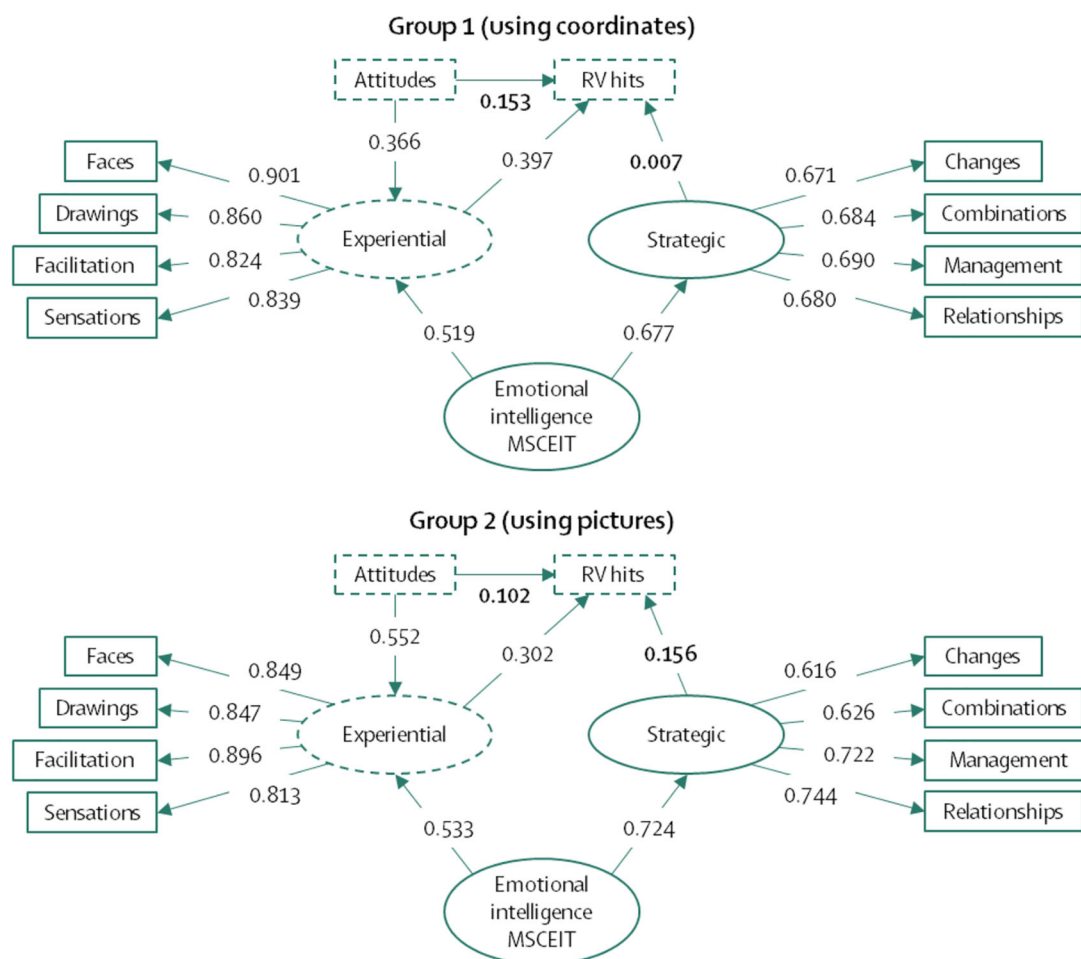 Group 1 (using coordinates)
Attitudes
RV hits
0.153
0.366
0.397
0.007
Faces
Drawings
Facilitation
Sensations
0.901
0.860
0.824
0.839
Experiential
Strategic
0.671
0.684
0.690
0.680
Changes
Combinations
Management
Relationships
0.519
0.677
Emotional
intelligence
MSCEIT
Group 2 (using pictures)
Attitudes
RV hits
0.102
0.552
0.302
0.156
Faces
Drawings
Facilitation
Sensations
0.849
0.847
0.896
0.813
Experiential
Strategic
0.616
0.626
0.722
0.744
Changes
Combinations
Management
Relationships
0.533
0.724
Emotional
intelligence
MSCEIT